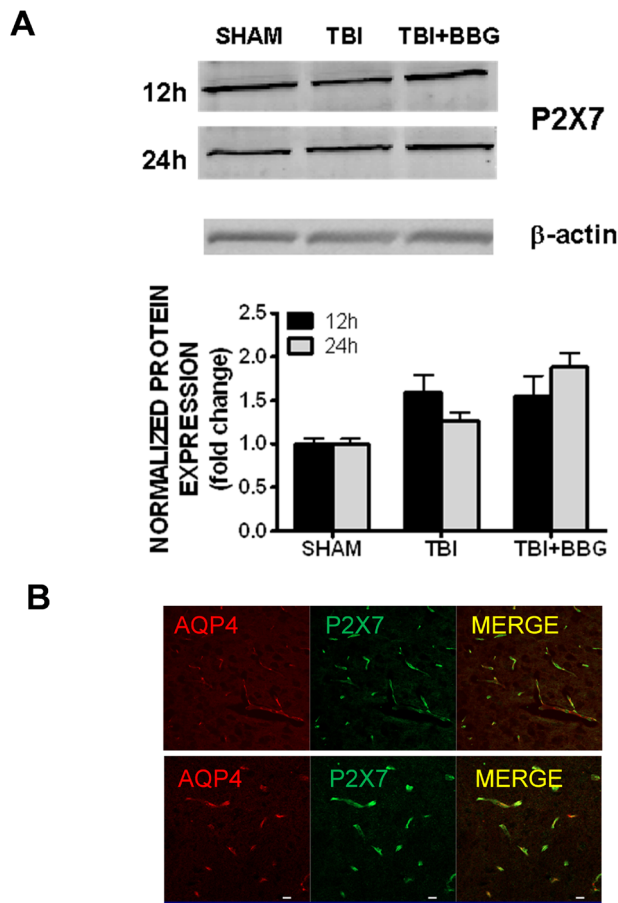 A
SHAM TBI TBI+BBG
12h
P2X7
24h
β-actin
NORMALIZED PROTEIN
EXPRESSION
(fold change)
2.5
2.0
1.5
1.0
0.5
0.0
12h
24h
SHAM TBI TBI+BBG
B
AQP4 P2X7 MERGE
AQP4 P2X7 MERGE